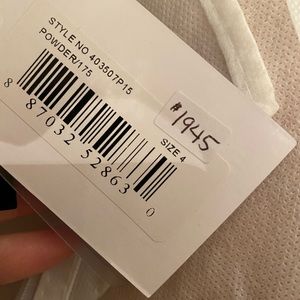 STYLE NO 403507P15
POWDER/175
SIZE 4
8 87032 52863 0
#1945